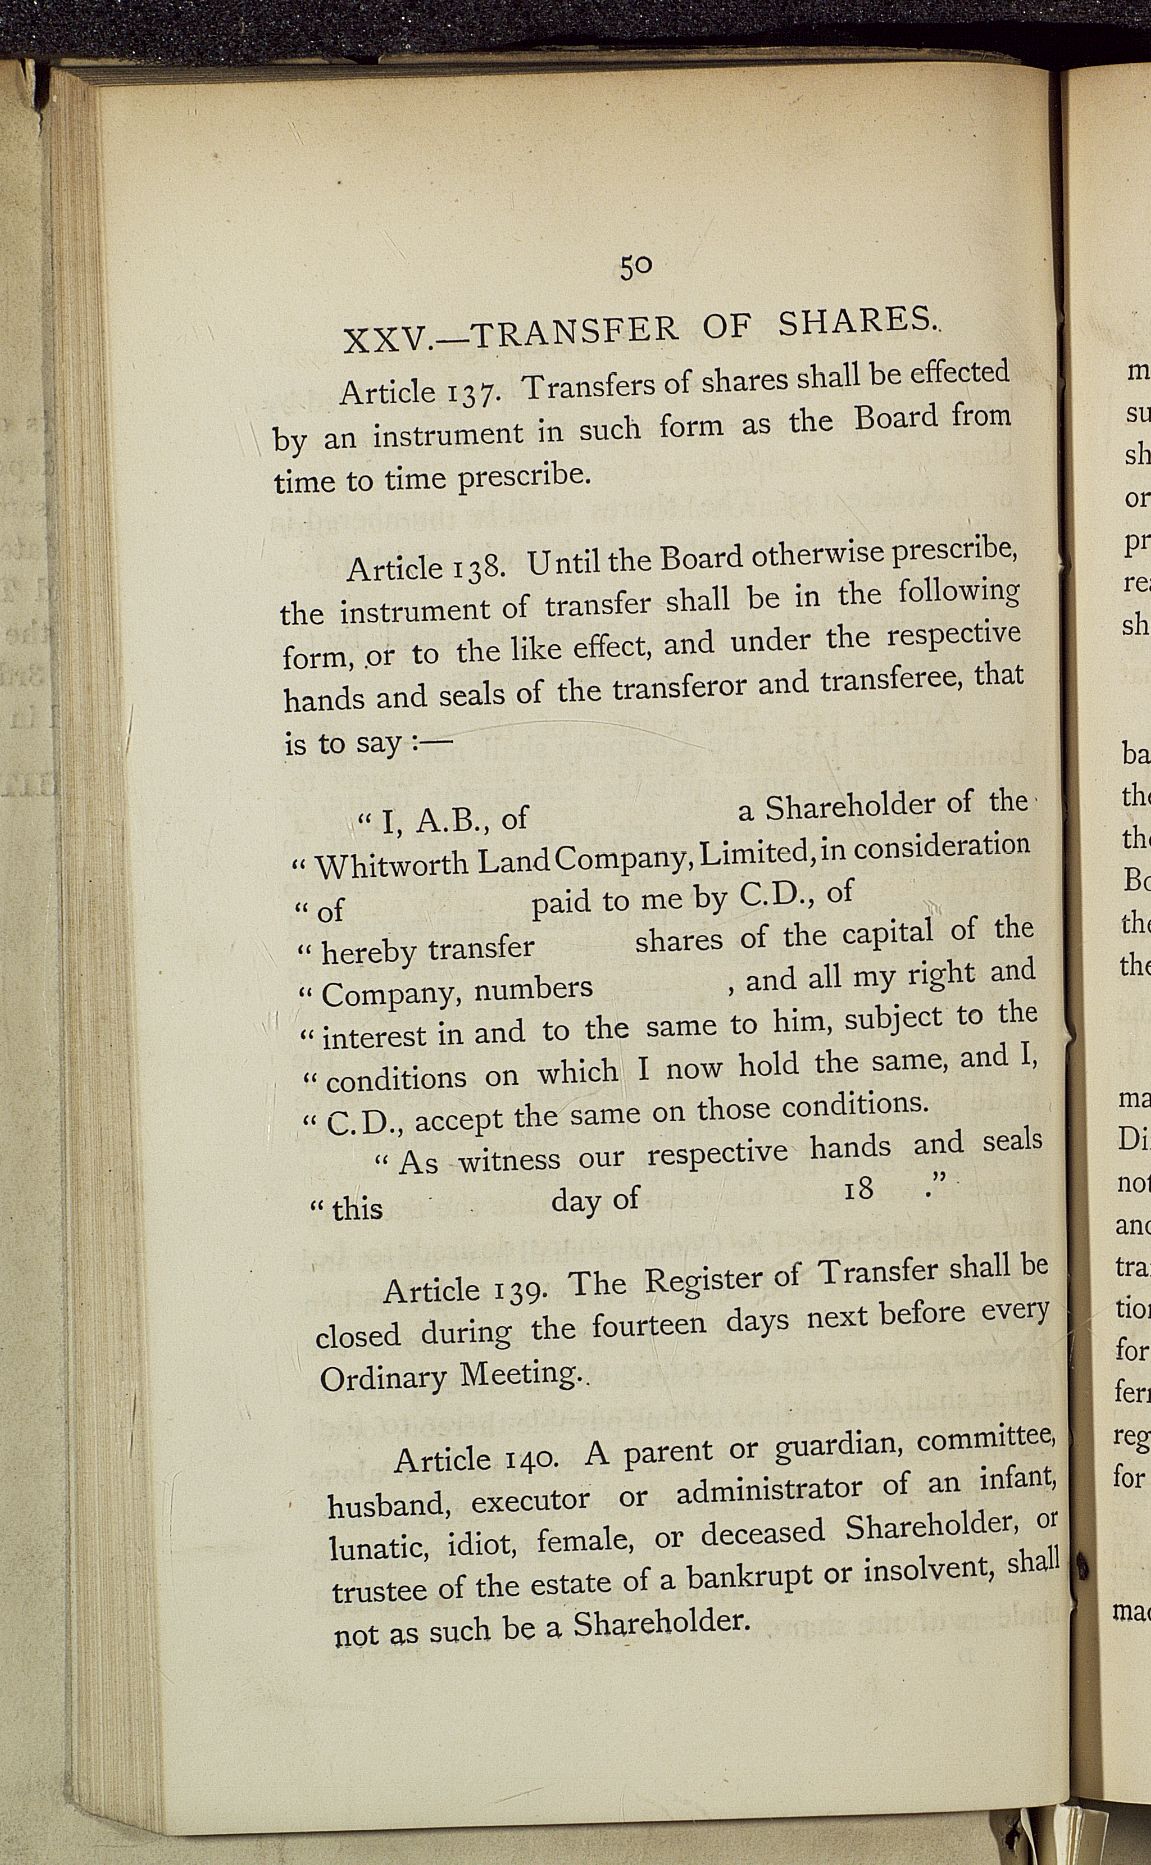 50
XXV.—TRANSFER OF SHARES.
Article 137. Transfers of shares shall be effected
by an instrument in such form as the Board from
time to time prescribe.
Article 138. Until the Board otherwise prescribe,
the instrument of transfer shall be in the following
form, or to the like effect, and under the respective
hands and seals of the transferor and transferee, that
is to say :—
“ I, A.B., of a Shareholder of the
“ Whitworth Land Company, Limited, in consideration
“ of paid to me by C.D., of
“ hereby transfer shares of the capital of the
“ Company, numbers , and all my right and
“ interest in and to the same to him, subject to the
“ conditions on which I now hold the same, and I,
“ C.D., accept the same on those conditions.
“ As witness our respective hands and seals
“ this day of 18 .”
Article 139. The Register of Transfer shall be
closed during the fourteen days next before every
Ordinary Meeting.
Article 140. A parent or guardian, committee,
husband, executor or administrator of an infant,
lunatic, idiot, female, or deceased Shareholder, or
trustee of the estate of a bankrupt or insolvent, shall
not as such be a Shareholder.